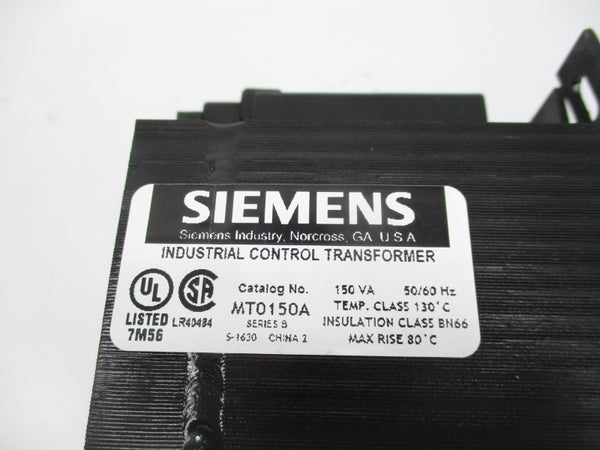 SIEMENS
Siemens Industry, Norcross, GA U S A
INDUSTRIAL CONTROL TRANSFORMER
UL
LISTED
7M56
SA
LR40484
Catalog No.
MT0150A
SERIES B
S-1630 CHINA 2
150 VA 50/60 Hz
TEMP. CLASS 130°C
INSULATION CLASS BN66
MAX RISE 80°C